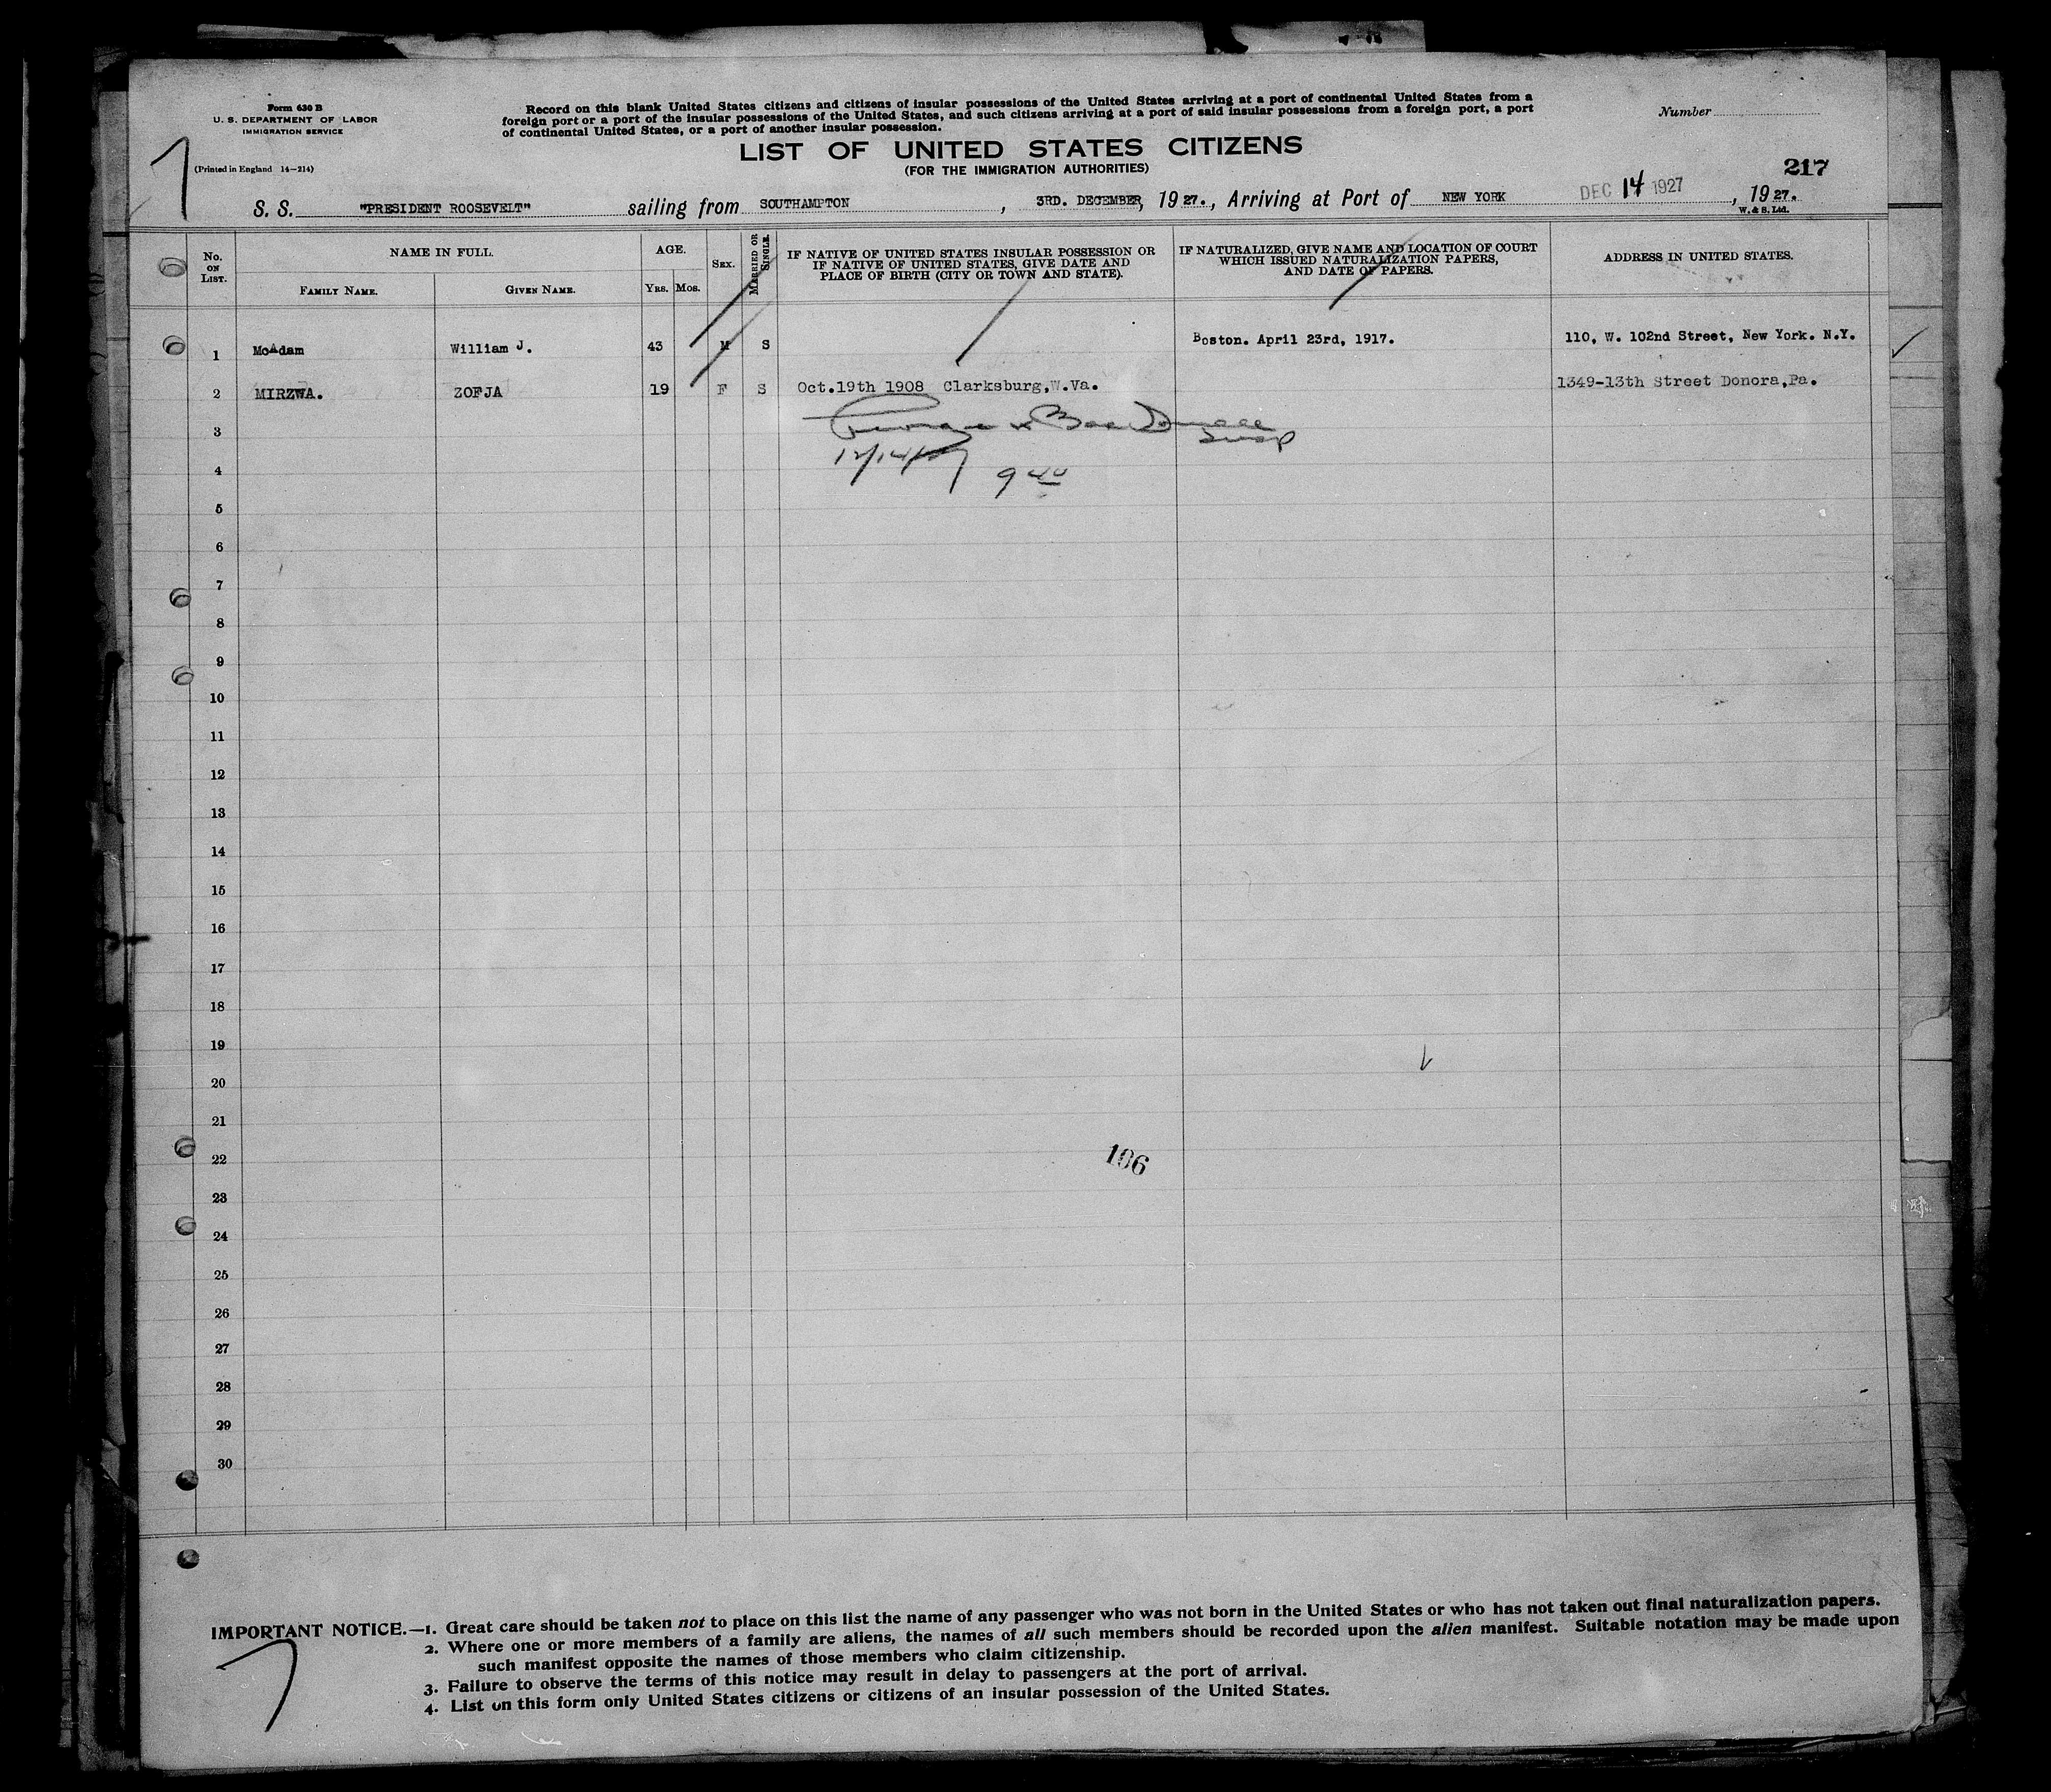 Form 630 B
U. S. DEPARTMENT OF LABOR
IMMIGRATION SERVICE
(Printed in England 14—214)
Record on this blank United States citizens and citizens of insular possessions of the United States arriving at a port of continental United States from a
foreign port or a port of the insular possessions of the United States, and such citizens arriving at a port of said insular possessions from a foreign port, a port
of continental United States, or a port of another insular possession.
Number
LIST OF UNITED STATES CITIZENS
(FOR THE IMMIGRATION AUTHORITIES)
217
7
S. S. "PRESIDENT ROOSEVELT" sailing from SOUTHAMPTON, 3RD. DECEMBER, 1927., Arriving at Port of NEW YORK DEC 14 1927, 1927.
W. & S. Ltd.
No. ON LIST.
NAME IN FULL.
FAMILY NAME.
GIVEN NAME.
AGE.
YRS. MOS.
SEX.
MARRIED OR SINGLE.
IF NATIVE OF UNITED STATES INSULAR POSSESSION OR
IF NATIVE OF UNITED STATES, GIVE DATE AND
PLACE OF BIRTH (CITY OR TOWN AND STATE).
IF NATURALIZED, GIVE NAME AND LOCATION OF COURT
WHICH ISSUED NATURALIZATION PAPERS,
AND DATE OF PAPERS.
ADDRESS IN UNITED STATES.
1 McAdam William J. 43 M S Boston. April 23rd, 1917. 110, W. 102nd Street, New York. N.Y.
2 MIRZWA. ZOFJA 19 F S Oct.19th 1908 Clarksburg,W.Va. 1349-13th Street Donora,Pa.
3
4 12/14/27 9 40
5
6
7
8
9
10
11
12
13
14
15
16
17
18
19
20
21
22 106
23
24
25
26
27
28
29
30
IMPORTANT NOTICE.—1. Great care should be taken not to place on this list the name of any passenger who was not born in the United States or who has not taken out final naturalization papers.
2. Where one or more members of a family are aliens, the names of all such members should be recorded upon the alien manifest. Suitable notation may be made upon
such manifest opposite the names of those members who claim citizenship.
3. Failure to observe the terms of this notice may result in delay to passengers at the port of arrival.
4. List on this form only United States citizens or citizens of an insular possession of the United States.
7